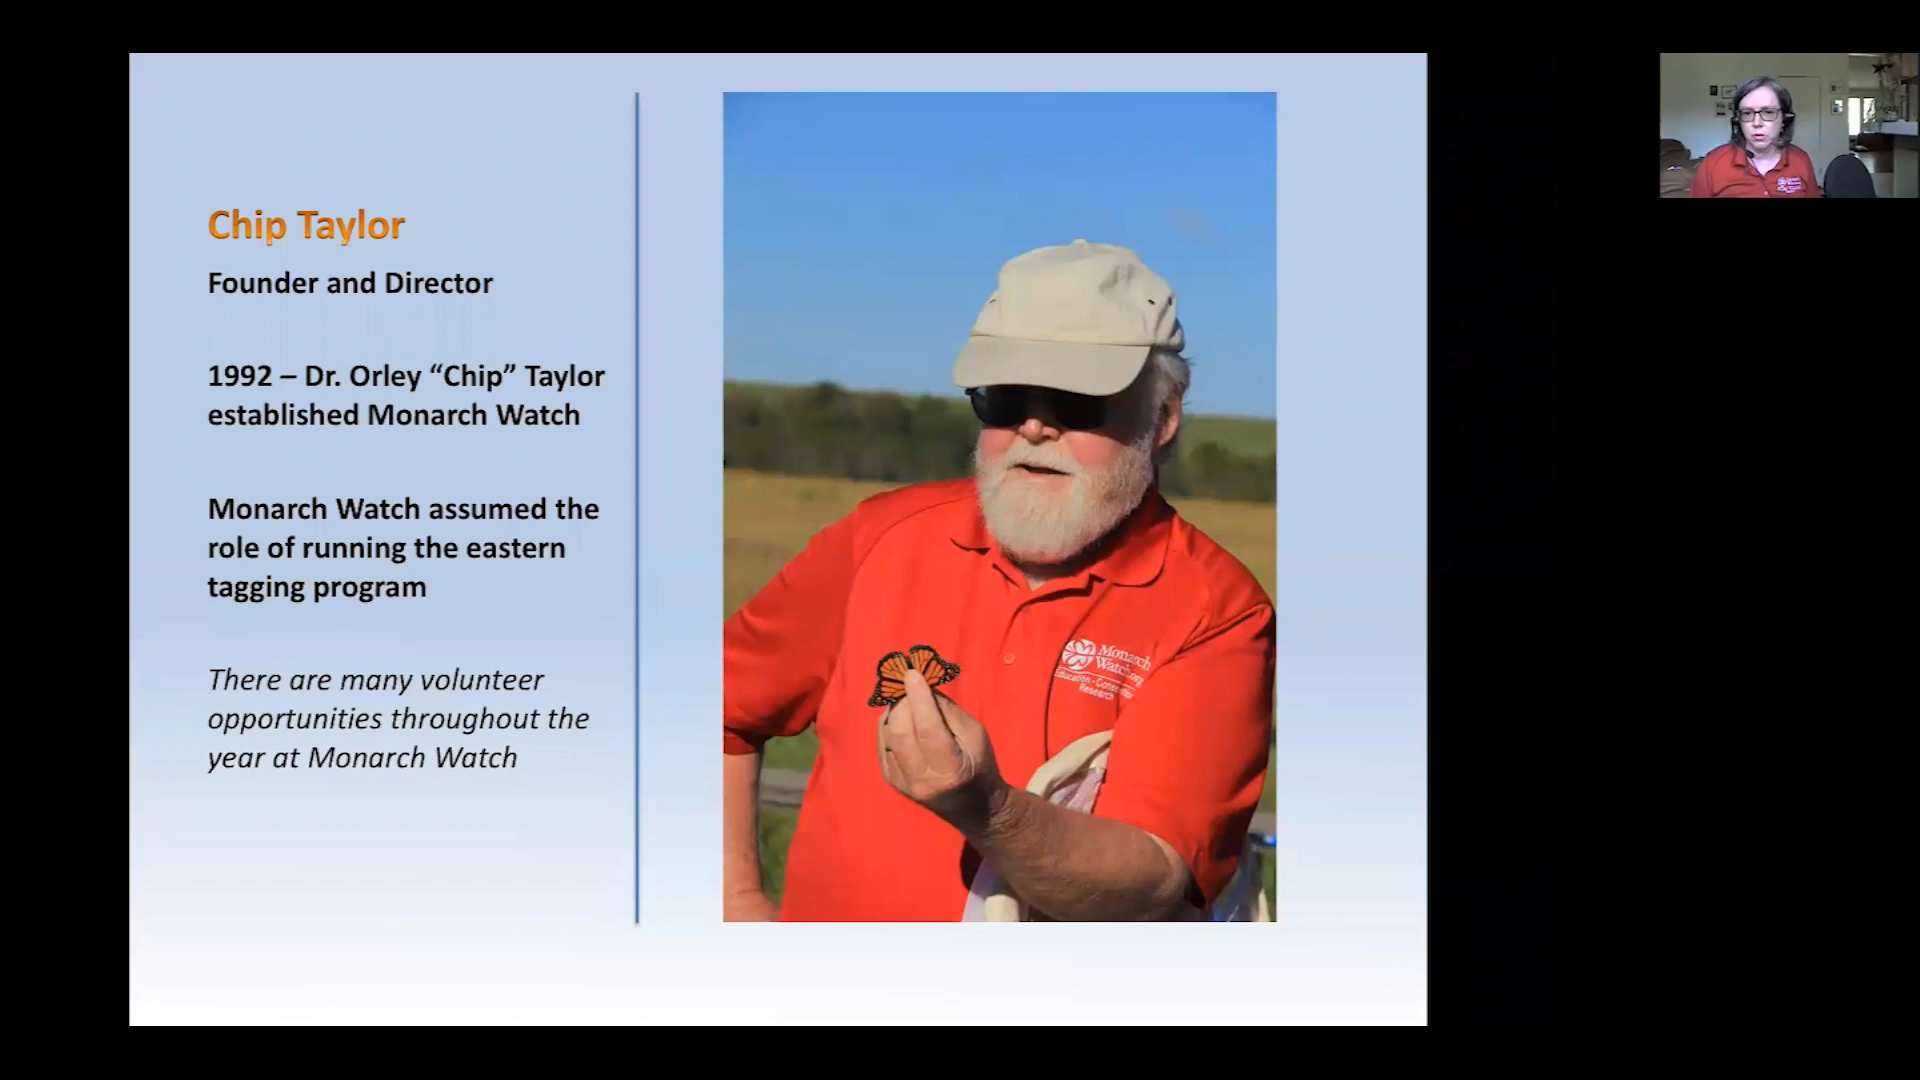 Chip Taylor
Founder and Director
1992 – Dr. Orley “Chip” Taylor
established Monarch Watch
Monarch Watch assumed the
role of running the eastern
tagging program
There are many volunteer
opportunities throughout the
year at Monarch Watch
Monarch
Watch.org
Education
Research